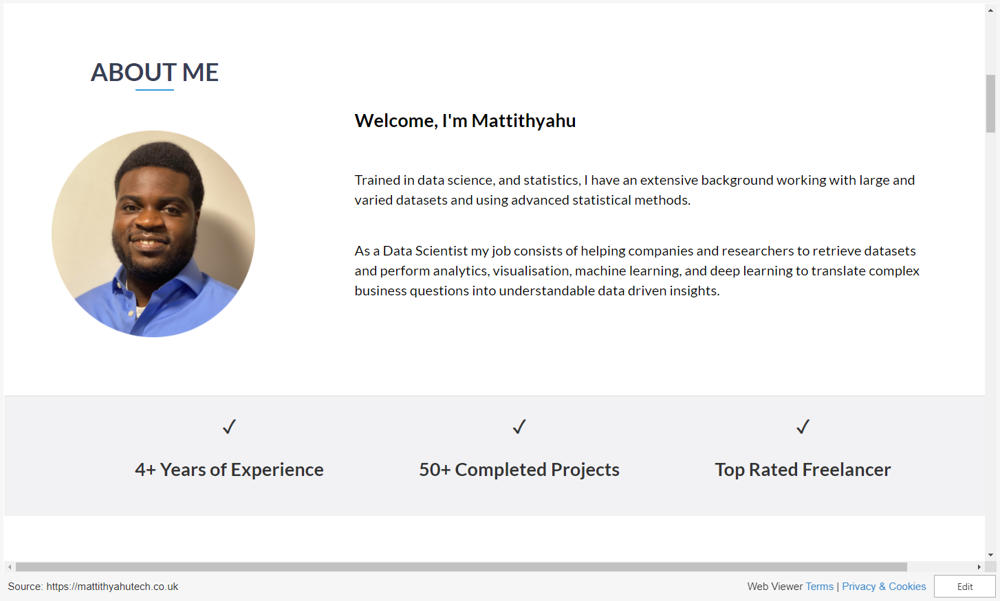 ABOUT ME
Welcome, I'm Mattithyahu
Trained in data science, and statistics, I have an extensive background working with large and
varied datasets and using advanced statistical methods.
As a Data Scientist my job consists of helping companies and researchers to retrieve datasets
and perform analytics, visualisation, machine learning, and deep learning to translate complex
business questions into understandable data driven insights.
✓ ✓ ✓
4+ Years of Experience 50+ Completed Projects Top Rated Freelancer
Source: https://mattithyahutech.co.uk Web Viewer Terms | Privacy & Cookies Edit